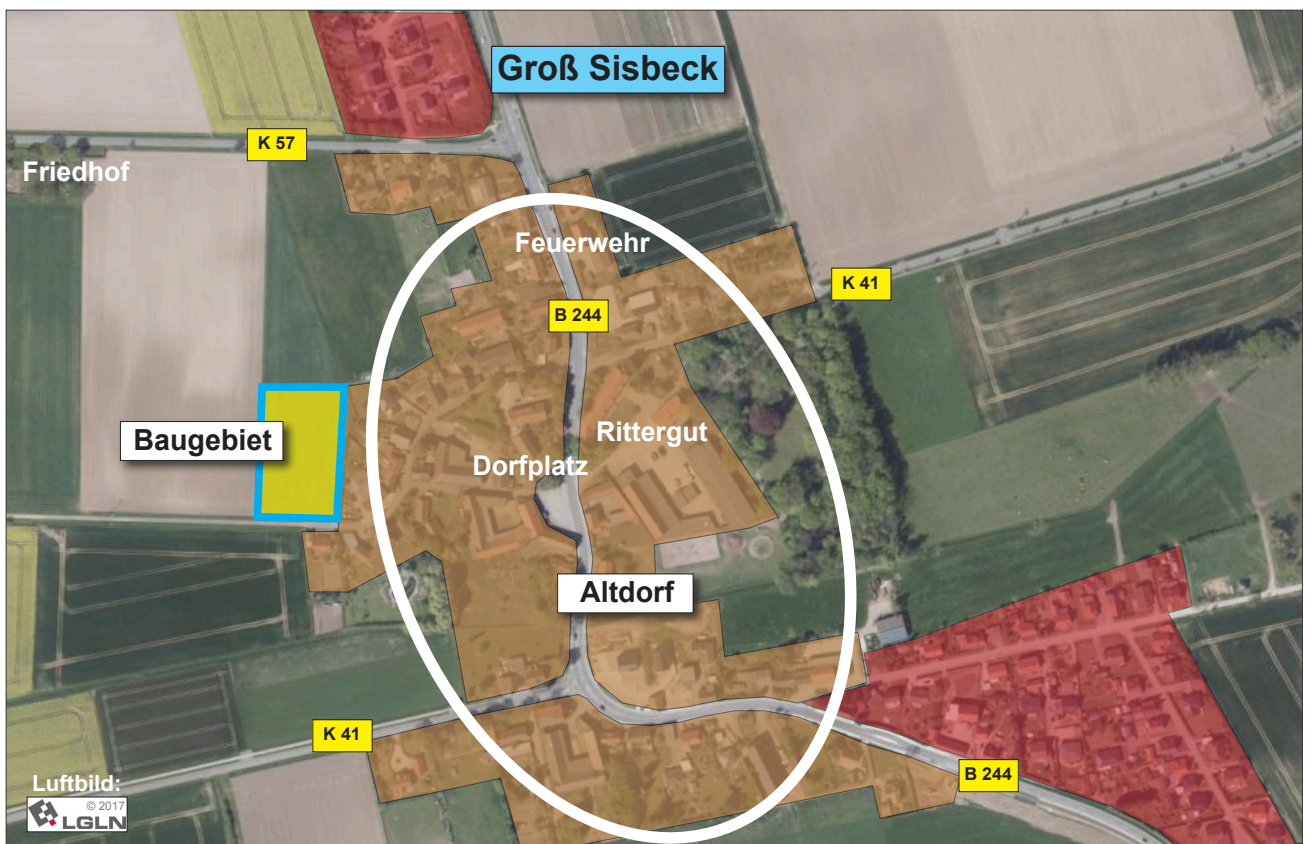 Groß Sisbeck
K 57
Friedhof
Feuerwehr
K 41
B 244
Baugebiet
Rittergut
Dorfplatz
Altdorf
K 41
B 244
Luftbild:
© 2017
LGLN